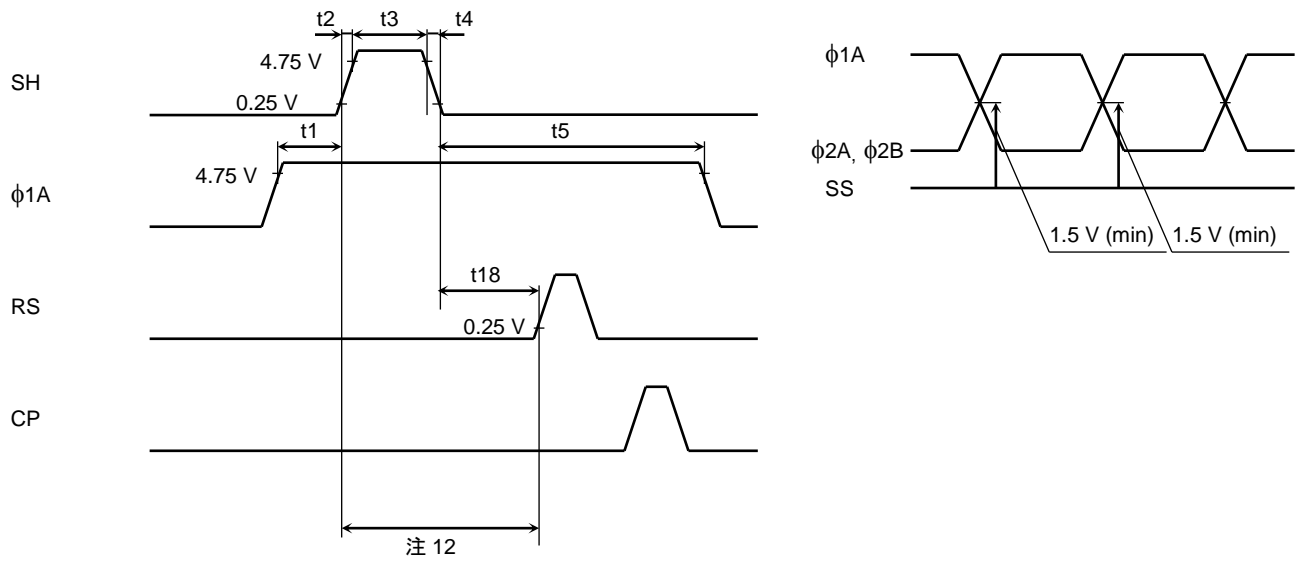 t2 t3 t4
4.75 V
SH
0.25 V
t1 t5
4.75 V
ϕ1A
t18
RS
0.25 V
CP
注 12
ϕ1A
ϕ2A, ϕ2B
SS
1.5 V (min) 1.5 V (min)